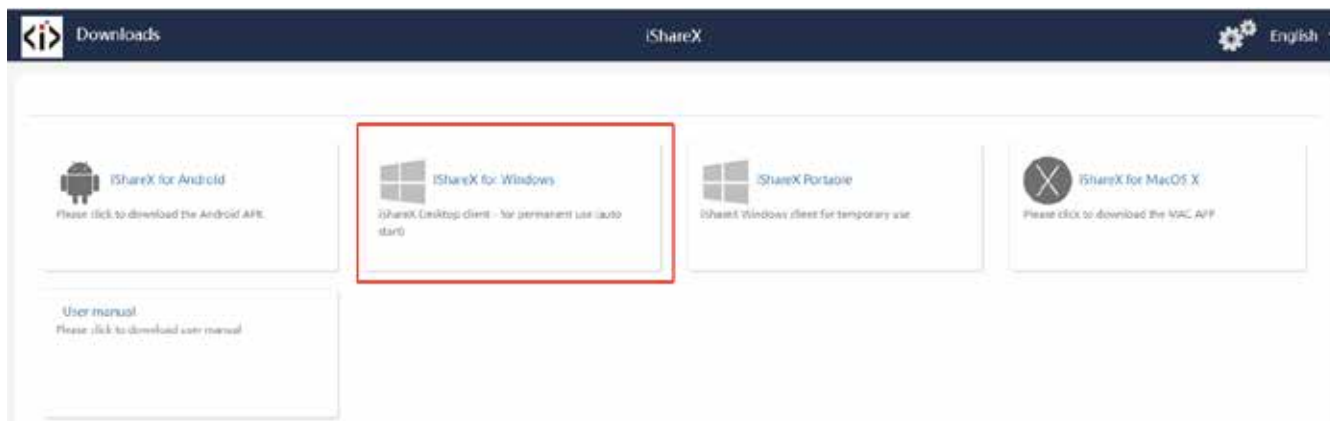 <i> Downloads
iShareX
English
iShareX for Android
Please click to download the Android APK.
iShareX for Windows
iShareX Desktop client - for permanent use (auto
start)
iShareX Portable
iShareX Windows client for temporary use
iShareX for MacOS X
Please click to download the MAC APP
User manual
Please click to download user manual